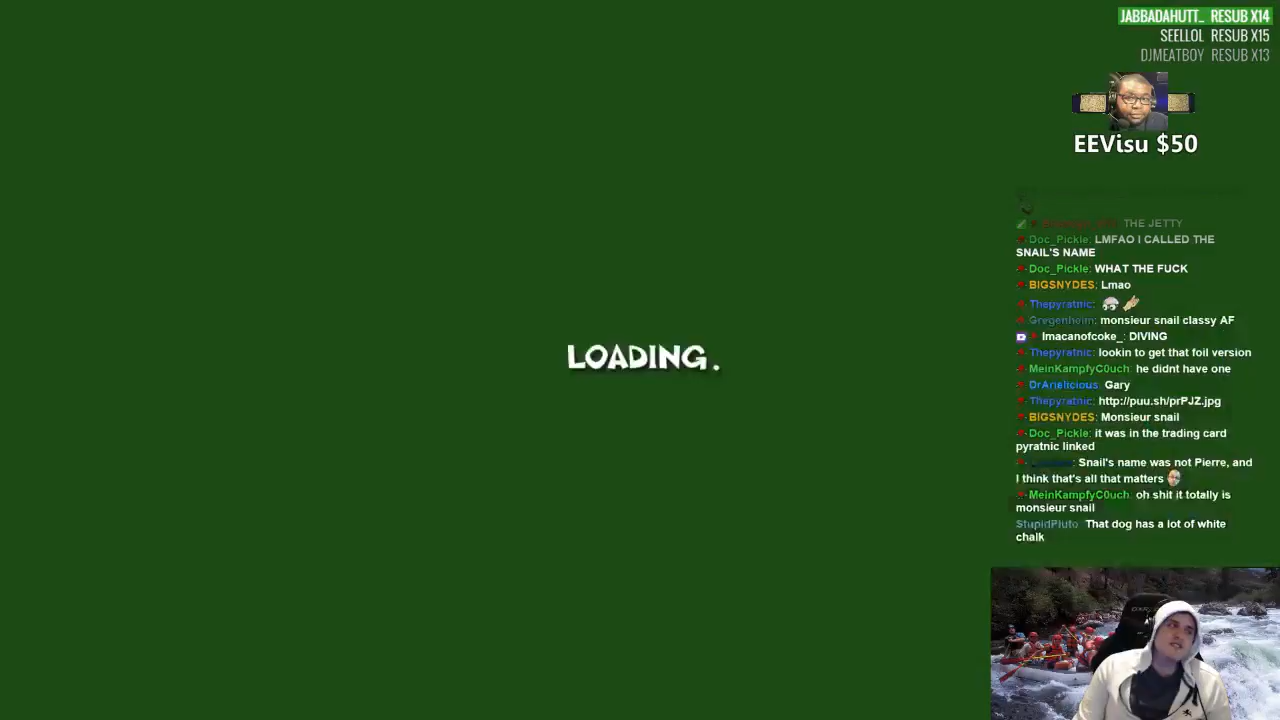 JABBADAHUTT_ RESUB X14
SEELLOL RESUB X15
DJMEATBOY RESUB X13
EEVisu $50
THE JETTY
Doc_Pickle: LMFAO I CALLED THE
SNAIL'S NAME
Doc_Pickle: WHAT THE FUCK
BIGSNYDES: Lmao
Thepyratnic:
Gregenheim: monsieur snail classy AF
Imacanofcoke_: DIVING
Thepyratnic: lookin to get that foil version
MeinKampfyC0uch: he didnt have one
DrArielicious: Gary
Thepyratnic: http://puu.sh/prPJZ.jpg
BIGSNYDES: Monsieur snail
Doc_Pickle: it was in the trading card
pyratnic linked
: Snail's name was not Pierre, and
I think that's all that matters
MeinKampfyC0uch: oh shit it totally is
monsieur snail
StupidPluto: That dog has a lot of white
chalk
LOADING.